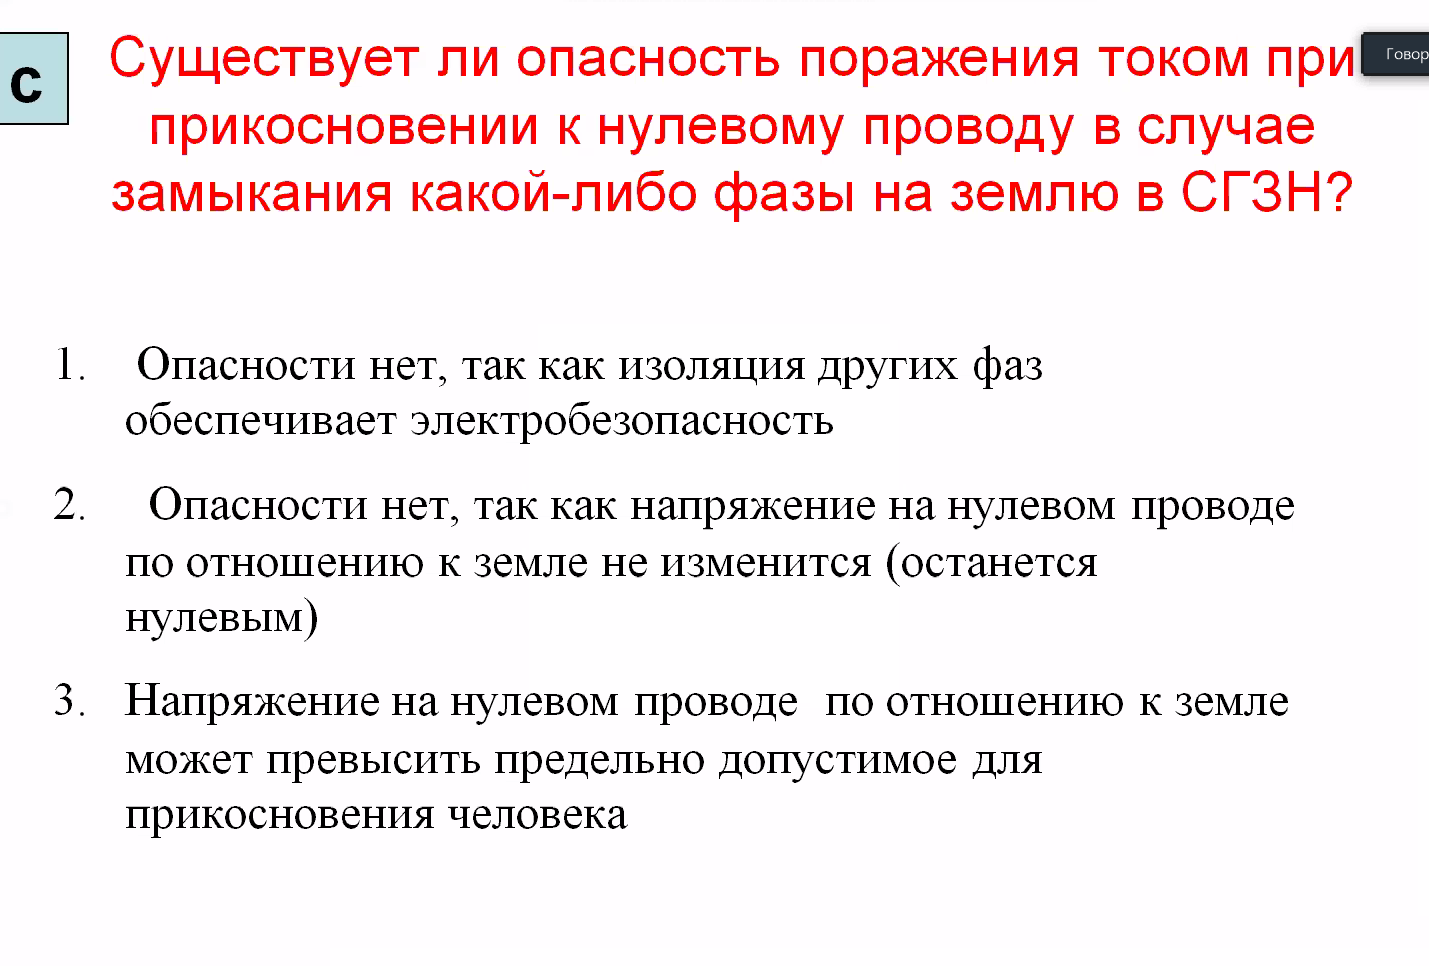 с
Существует ли опасность поражения током при
Говор
прикосновении к нулевому проводу в случае
замыкания какой-либо фазы на землю в СГЗН?
1. Опасности нет, так как изоляция других фаз
обеспечивает электробезопасность
2. Опасности нет, так как напряжение на нулевом проводе
по отношению к земле не изменится (останется
нулевым)
3. Напряжение на нулевом проводе по отношению к земле
может превысить предельно допустимое для
прикосновения человека